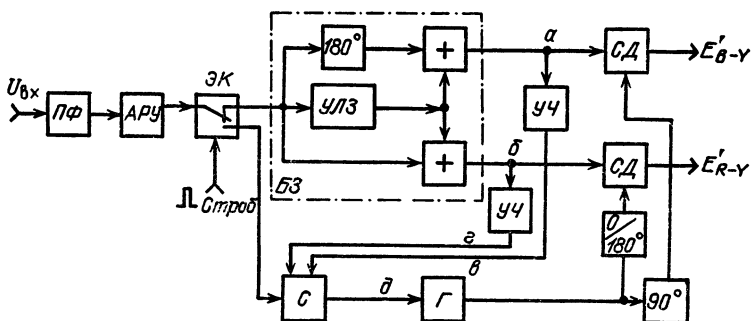 Uвх
ПФ
АРУ
ЭК
Строб
180°
+
УЛЗ
+
БЗ
а
УЧ
СД
E'B-Y
б
УЧ
СД
E'R-Y
0/180°
90°
г
в
С
д
Г